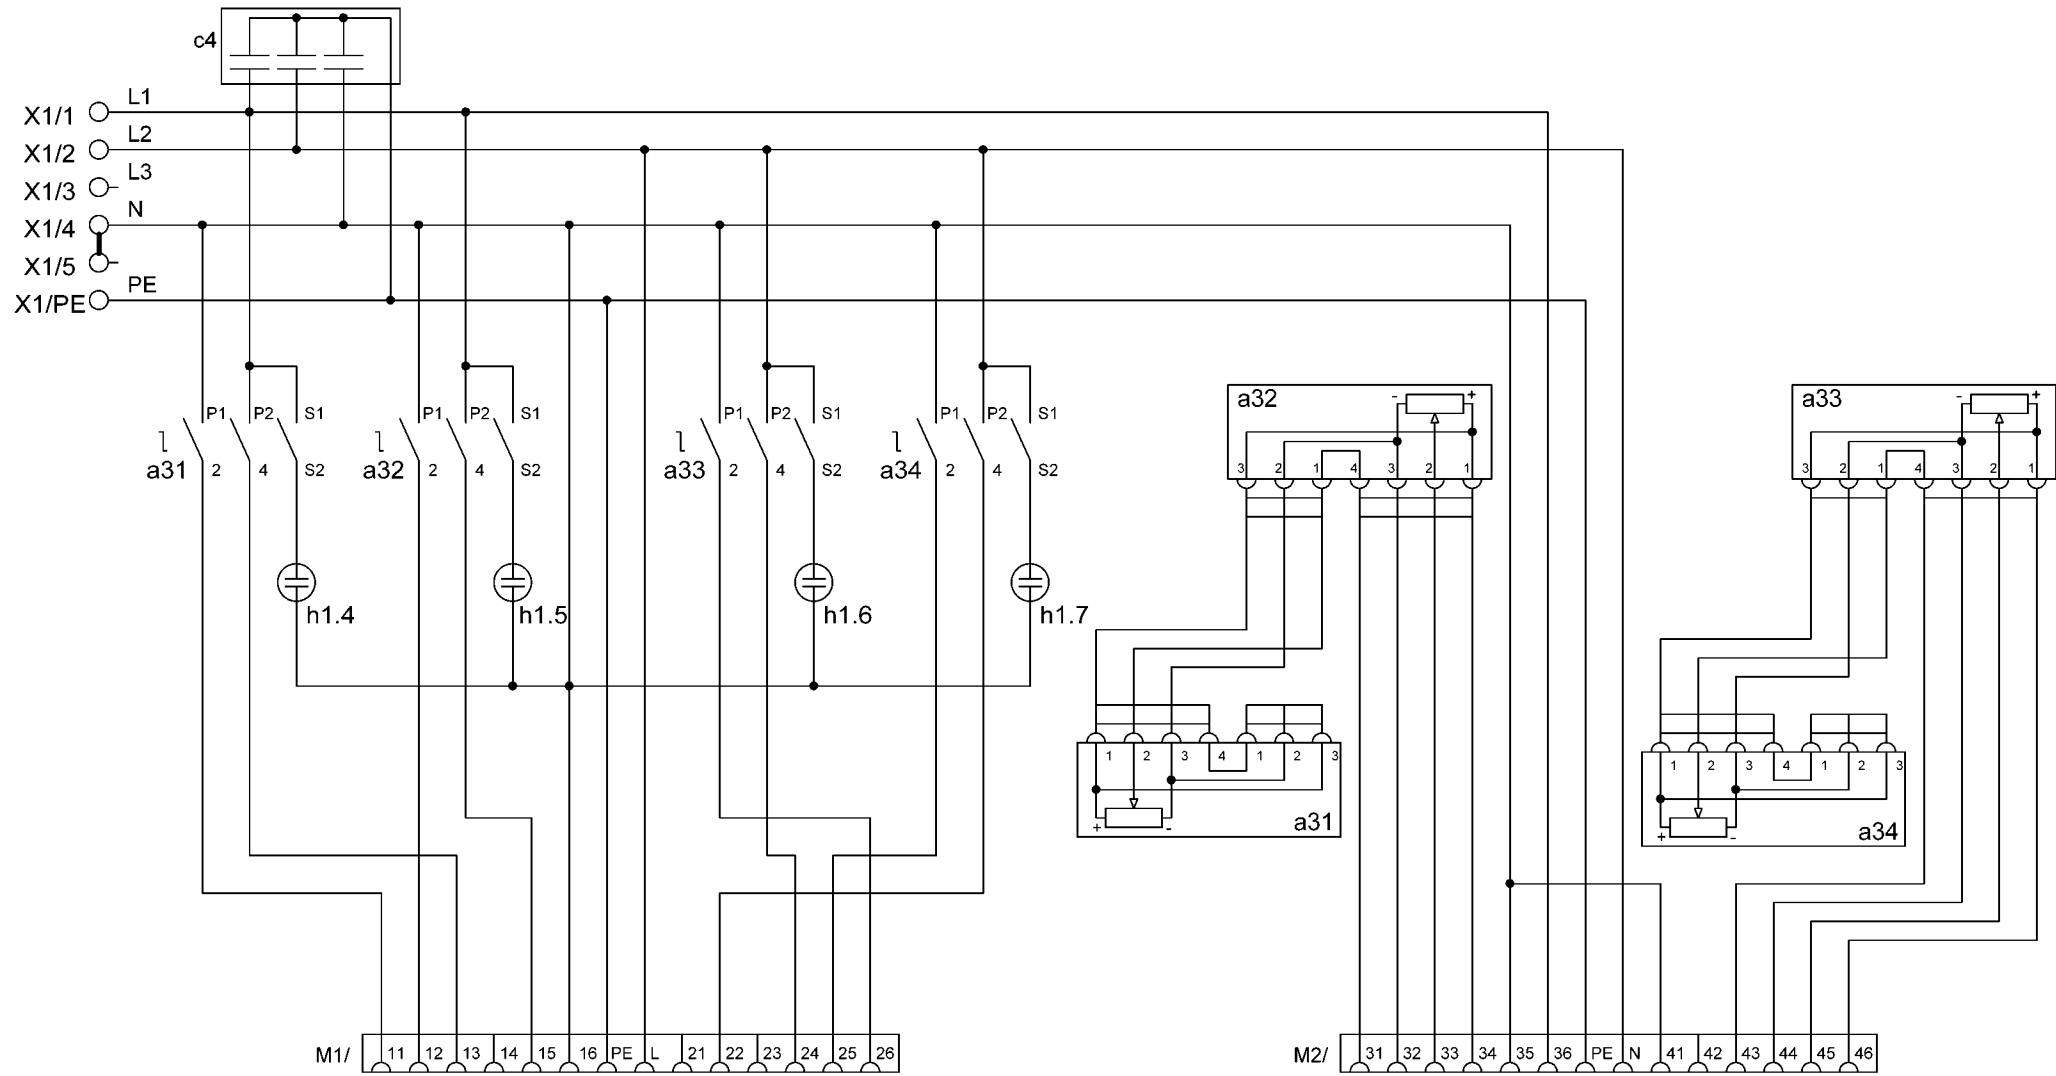 c4
X1/1 L1
X1/2 L2
X1/3 L3
X1/4 N
X1/5
X1/PE PE
P1 P2 S1 P1 P2 S1 P1 P2 S1 P1 P2 S1
a31 2 4 S2 a32 2 4 S2 a33 2 4 S2 a34 2 4 S2
h1.4 h1.5 h1.6 h1.7
a32 - +
3 2 1 4 3 2 1
a33 - +
3 2 1 4 3 2 1
1 2 3 4 1 2 3
+ - a31
1 2 3 4 1 2 3
+ - a34
M1/ 11 12 13 14 15 16 PE L 21 22 23 24 25 26
M2/ 31 32 33 34 35 36 PE N 41 42 43 44 45 46